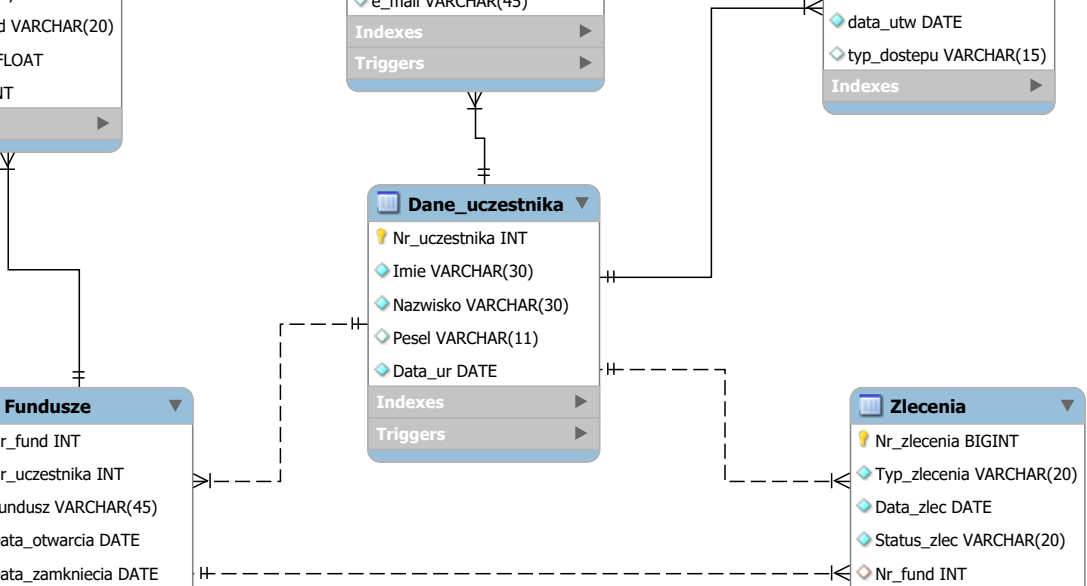 d VARCHAR(20)
FLOAT
NT
e_mail VARCHAR(45)
Indexes
Triggers
data_utw DATE
typ_dostepu VARCHAR(15)
Indexes
Dane_uczestnika
Nr_uczestnika INT
Imie VARCHAR(30)
Nazwisko VARCHAR(30)
Pesel VARCHAR(11)
Data_ur DATE
Indexes
Triggers
Fundusze
r_fund INT
r_uczestnika INT
undusz VARCHAR(45)
ata_otwarcia DATE
ata_zamkniecia DATE
Zlecenia
Nr_zlecenia BIGINT
Typ_zlecenia VARCHAR(20)
Data_zlec DATE
Status_zlec VARCHAR(20)
Nr_fund INT